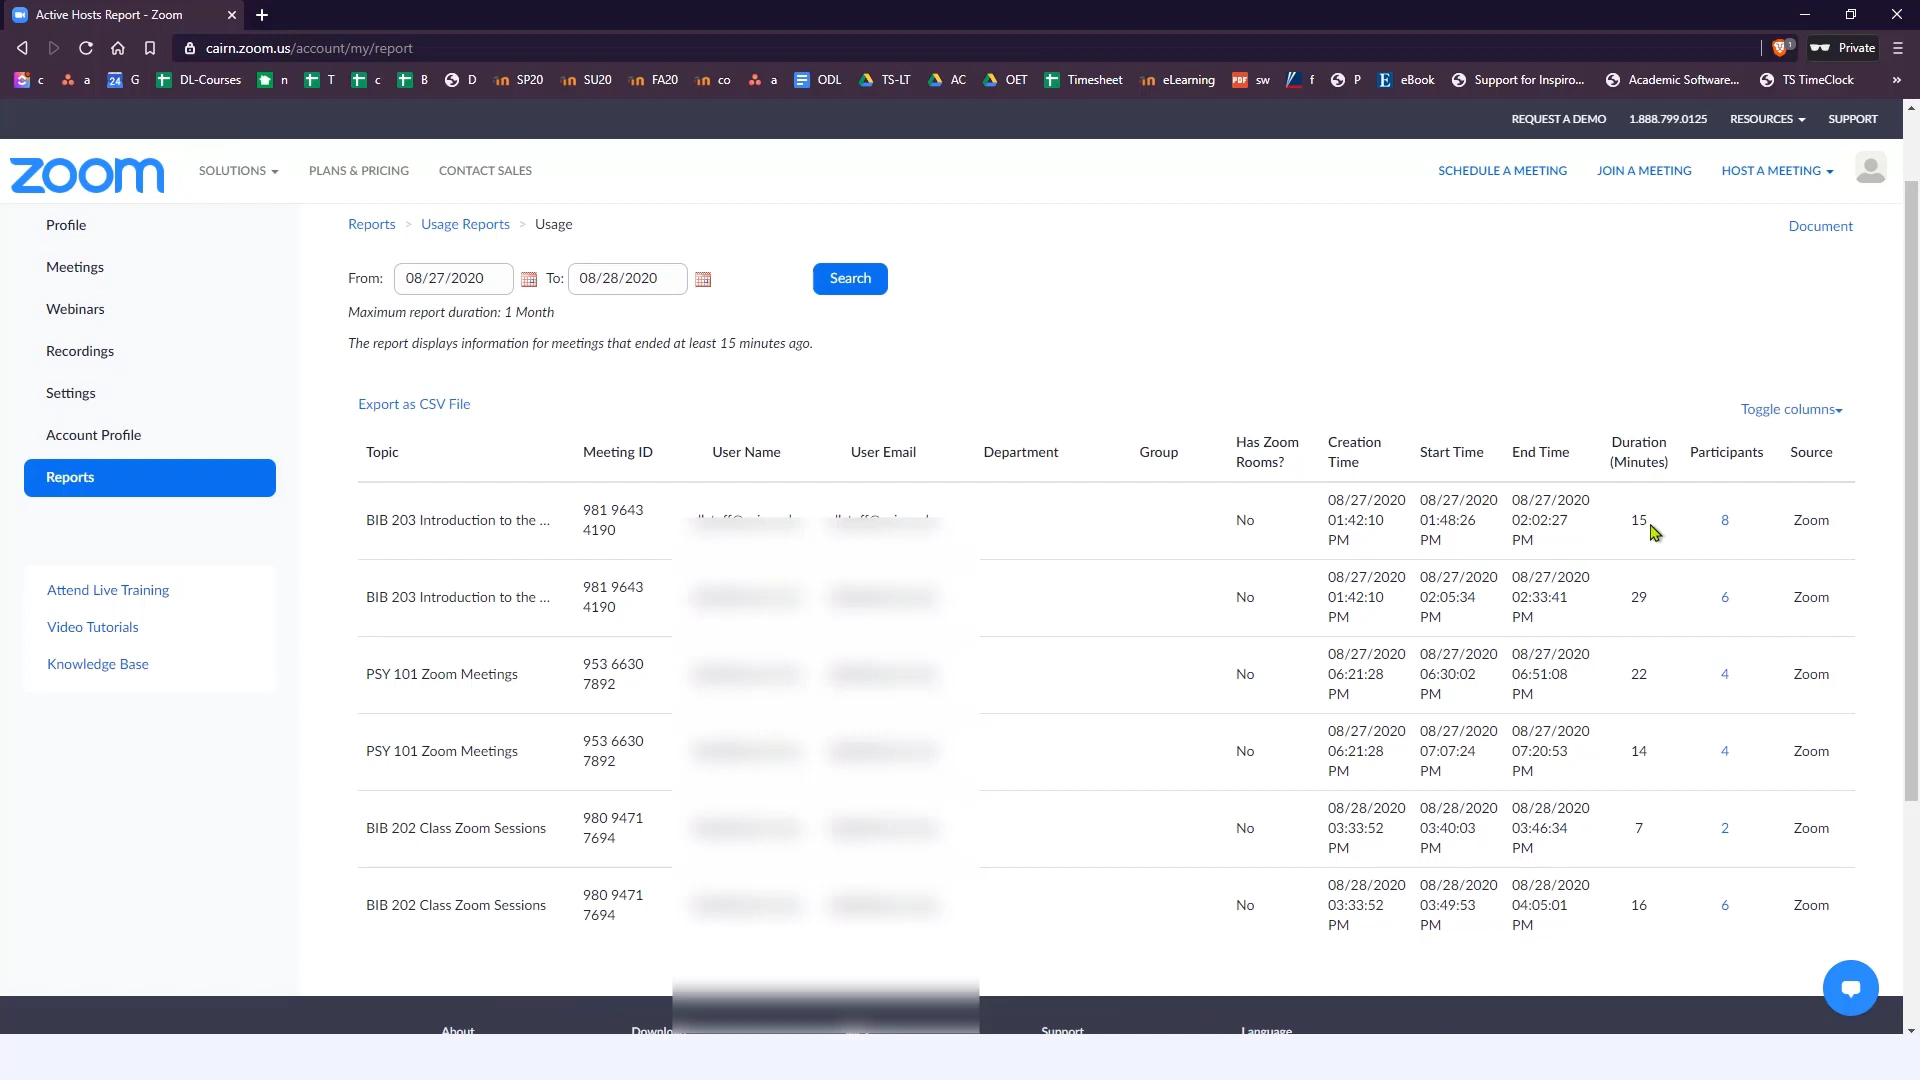 Active Hosts Report - Zoom
cairn.zoom.us/account/my/report
1
Private
c a 24 G DL-Courses n T c B D SP20 SU20 FA20 co a ODL TS-LT AC OET Timesheet eLearning PDF sw f P E eBook Support for Inspiro... Academic Software... TS TimeClock »
REQUEST A DEMO 1.888.799.0125 RESOURCES SUPPORT
zoom SOLUTIONS PLANS & PRICING CONTACT SALES SCHEDULE A MEETING JOIN A MEETING HOST A MEETING
Profile
Meetings
Webinars
Recordings
Settings
Account Profile
Reports
Attend Live Training
Video Tutorials
Knowledge Base
Reports > Usage Reports > Usage
Document
From: 08/27/2020 To: 08/28/2020 Search
Maximum report duration: 1 Month
The report displays information for meetings that ended at least 15 minutes ago.
Export as CSV File
Toggle columns
Topic Meeting ID User Name User Email Department Group Has Zoom Rooms? Creation Time Start Time End Time Duration (Minutes) Participants Source
BIB 203 Introduction to the ... 981 9643 4190 No 08/27/2020 01:42:10 PM 08/27/2020 01:48:26 PM 08/27/2020 02:02:27 PM 15 8 Zoom
BIB 203 Introduction to the ... 981 9643 4190 No 08/27/2020 01:42:10 PM 08/27/2020 02:05:34 PM 08/27/2020 02:33:41 PM 29 6 Zoom
PSY 101 Zoom Meetings 953 6630 7892 No 08/27/2020 06:21:28 PM 08/27/2020 06:30:02 PM 08/27/2020 06:51:08 PM 22 4 Zoom
PSY 101 Zoom Meetings 953 6630 7892 No 08/27/2020 06:21:28 PM 08/27/2020 07:07:24 PM 08/27/2020 07:20:53 PM 14 4 Zoom
BIB 202 Class Zoom Sessions 980 9471 7694 No 08/28/2020 03:33:52 PM 08/28/2020 03:40:03 PM 08/28/2020 03:46:34 PM 7 2 Zoom
BIB 202 Class Zoom Sessions 980 9471 7694 No 08/28/2020 03:33:52 PM 08/28/2020 03:49:53 PM 08/28/2020 04:05:01 PM 16 6 Zoom
About Support Language